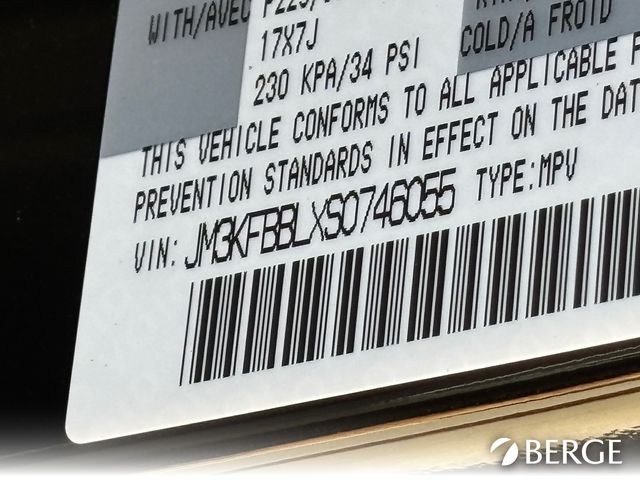 WITH/AVEC
17X7J
COLD/A FROID
230 KPA/34 PSI
THIS VEHICLE CONFORMS TO ALL APPLICABLE
PREVENTION STANDARDS IN EFFECT ON THE DAT
VIN: JM3KFBBLXS0746055 TYPE:MPV
BERGE